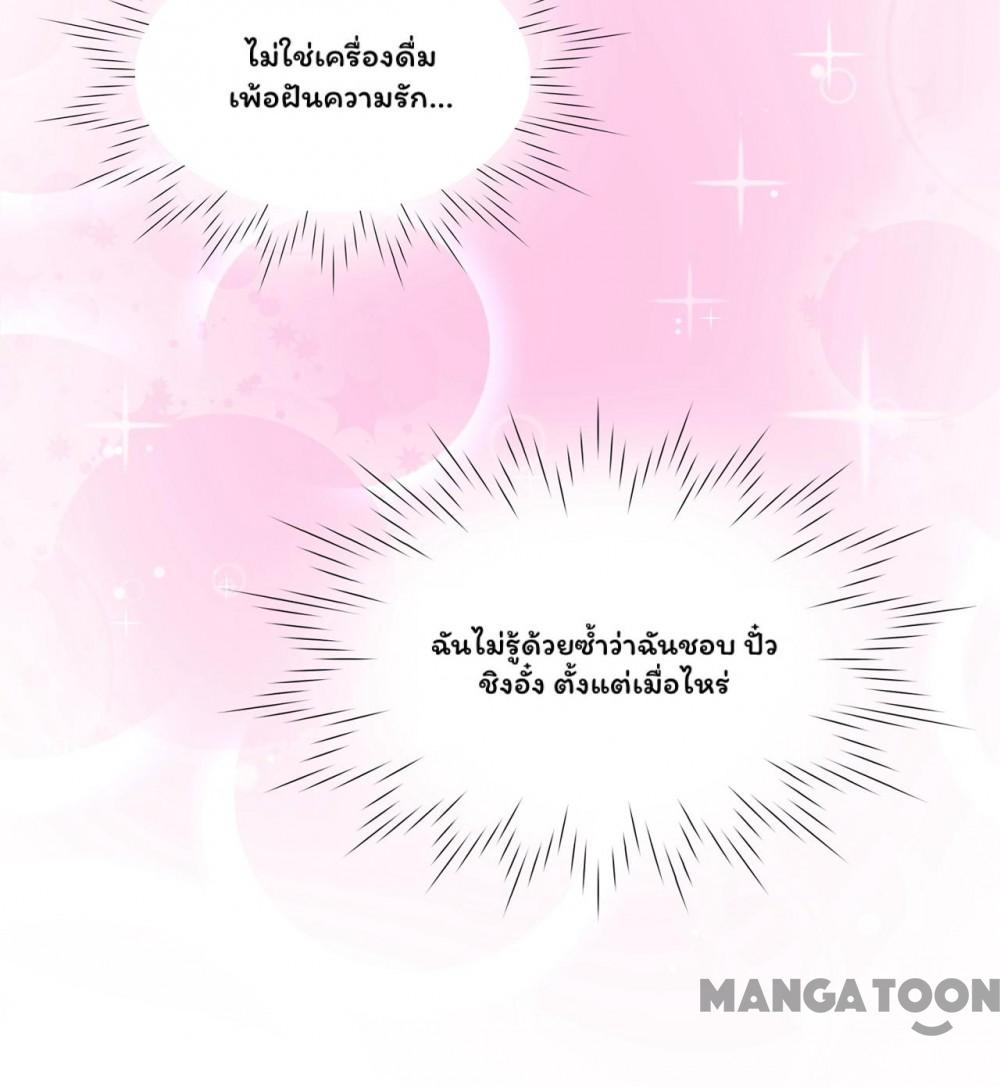 ไม่ใช่เครื่องดื่ม
เพ้อฝันความรัก...
ฉันไม่รู้ด้วยซ้ำว่าฉันชอบ ปั๋ว
ชิงอั๋ง ตั้งแต่เมื่อไหร่
MANGATOON